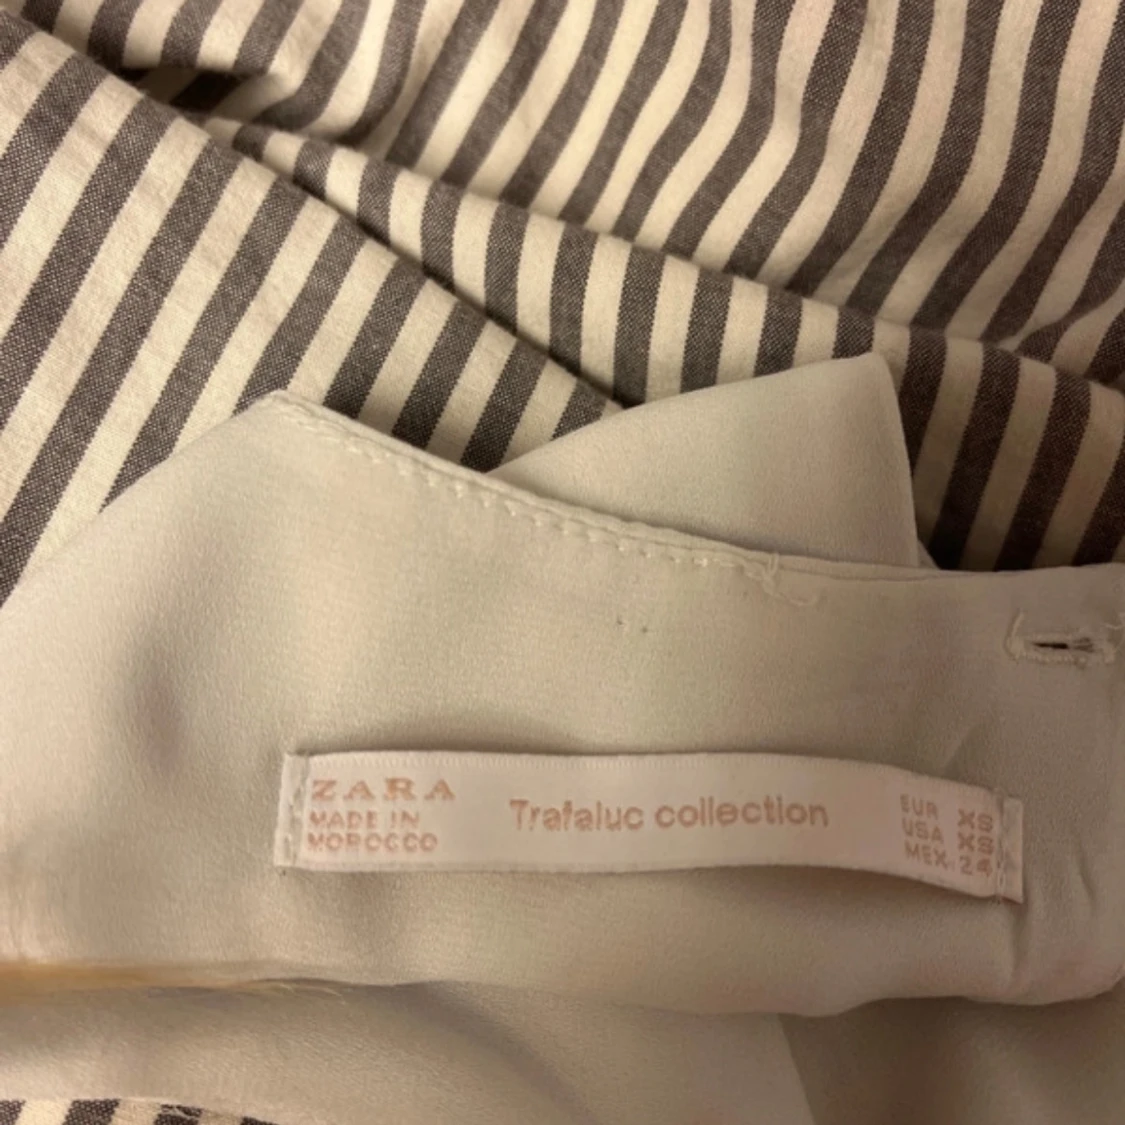 ZARA
MADE IN
MOROCCO
Trafaluc collection
EUR XS
USA XS
MEX 24